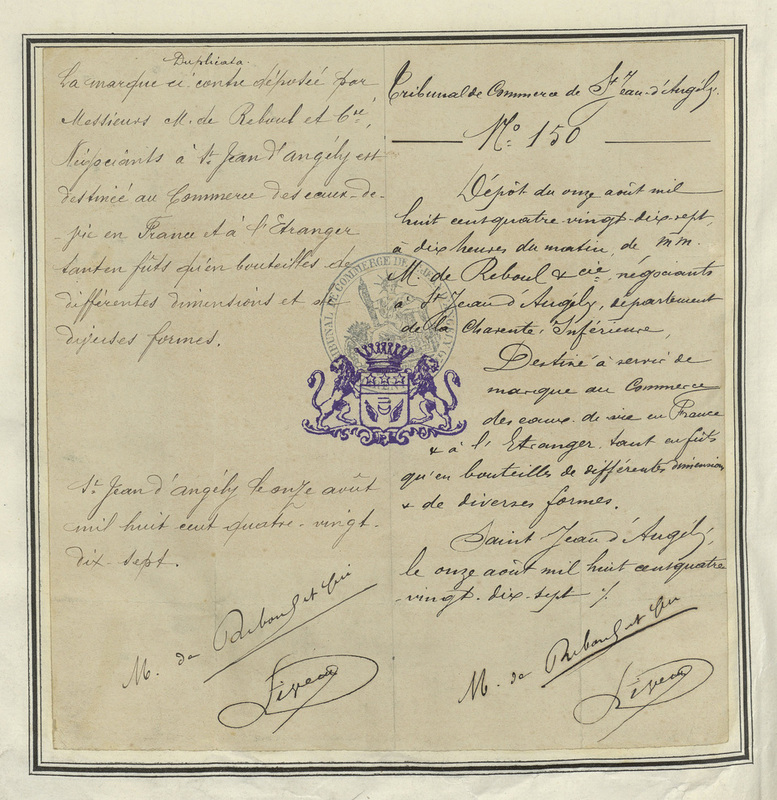 Duplicata.
La marque ci-contre déposée par
Messieurs M. de Reboul et Cie,
Négociants à St Jean d'angély est
destinée au Commerce des eaux-de-
vie en France et à l'Etranger
tant en fûts qu'en bouteilles de
différentes dimensions et de
diverses formes.
St Jean d'angély le onze août
mil huit cent quatre-vingt-
dix-sept.
M. de Reboul et Cie
Tribunal de Commerce de St Jean-d'Angély.
No 150
Dépôt du onze août mil
huit cent quatre-vingt-dix-sept,
à dix heures du matin, de MM.
M. de Reboul & cie, négociants
à St Jean d'Angély, département
de la Charente-Inférieure,
Destiné à servir de
marque au Commerce
des eaux-de-vie en France
& à l'Etranger tant en fûts
qu'en bouteilles de différentes dimensions
& de diverses formes.
Saint Jean d'Angély,
le onze août mil huit cent quatre
-vingt-dix-sept ./.
M. de Reboul et Cie
TRIBUNAL DE COMMERCE DE